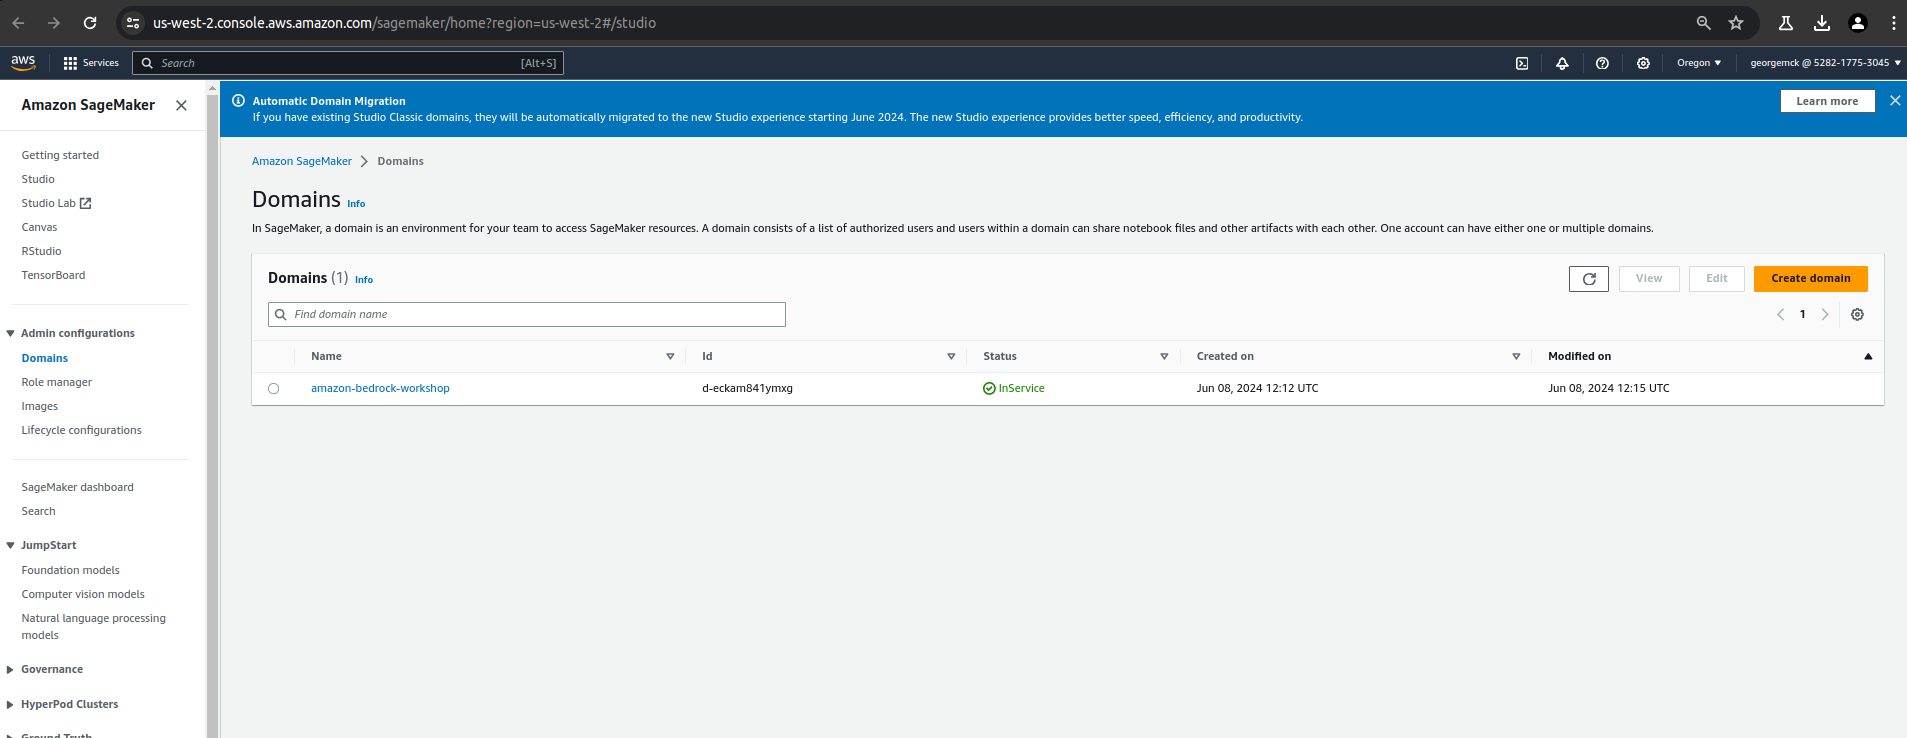 us-west-2.console.aws.amazon.com/sagemaker/home?region=us-west-2#/studio
aws
Services
Search
[Alt+S]
Oregon
georgemck @ 5282-1775-3045
Amazon SageMaker
Getting started
Studio
Studio Lab
Canvas
RStudio
TensorBoard
Admin configurations
Domains
Role manager
Images
Lifecycle configurations
SageMaker dashboard
Search
JumpStart
Foundation models
Computer vision models
Natural language processing
models
Governance
HyperPod Clusters
Ground Truth
Automatic Domain Migration
If you have existing Studio Classic domains, they will be automatically migrated to the new Studio experience starting June 2024. The new Studio experience provides better speed, efficiency, and productivity.
Learn more
Amazon SageMaker > Domains
Domains Info
In SageMaker, a domain is an environment for your team to access SageMaker resources. A domain consists of a list of authorized users and users within a domain can share notebook files and other artifacts with each other. One account can have either one or multiple domains.
Domains (1) Info
View
Edit
Create domain
Find domain name
1
Name Id Status Created on Modified on
amazon-bedrock-workshop d-eckam841ymxg InService Jun 08, 2024 12:12 UTC Jun 08, 2024 12:15 UTC